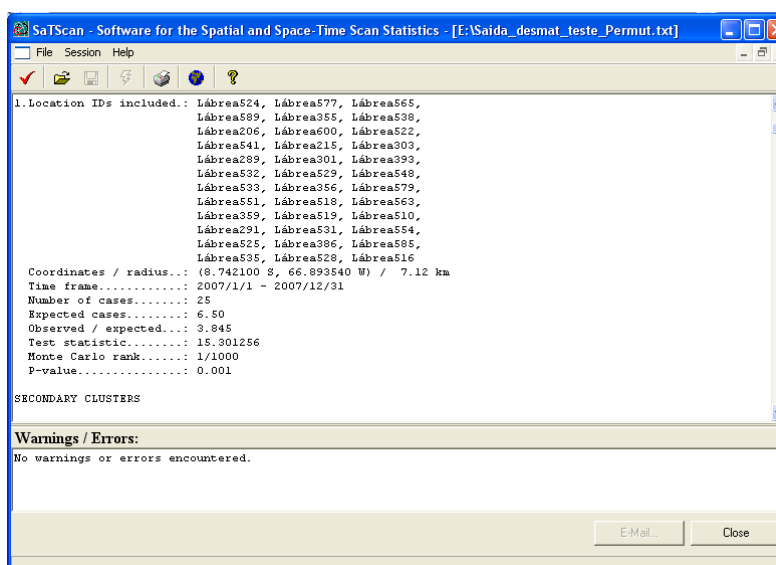 SaTScan - Software for the Spatial and Space-Time Scan Statistics - [E:\Saida_desmat_teste_Permut.txt]
File Session Help
1.Location IDs included.: Lábrea524, Lábrea577, Lábrea565,
Lábrea589, Lábrea355, Lábrea538,
Lábrea206, Lábrea600, Lábrea522,
Lábrea541, Lábrea215, Lábrea303,
Lábrea289, Lábrea301, Lábrea393,
Lábrea532, Lábrea529, Lábrea548,
Lábrea533, Lábrea356, Lábrea579,
Lábrea551, Lábrea518, Lábrea563,
Lábrea359, Lábrea519, Lábrea510,
Lábrea291, Lábrea531, Lábrea554,
Lábrea525, Lábrea386, Lábrea585,
Lábrea535, Lábrea528, Lábrea516
Coordinates / radius..: (8.742100 S, 66.893540 W) / 7.12 km
Time frame............: 2007/1/1 - 2007/12/31
Number of cases.......: 25
Expected cases........: 6.50
Observed / expected...: 3.845
Test statistic........: 15.301256
Monte Carlo rank......: 1/1000
P-value...............: 0.001
SECONDARY CLUSTERS
Warnings / Errors:
No warnings or errors encountered.
E-Mail... Close